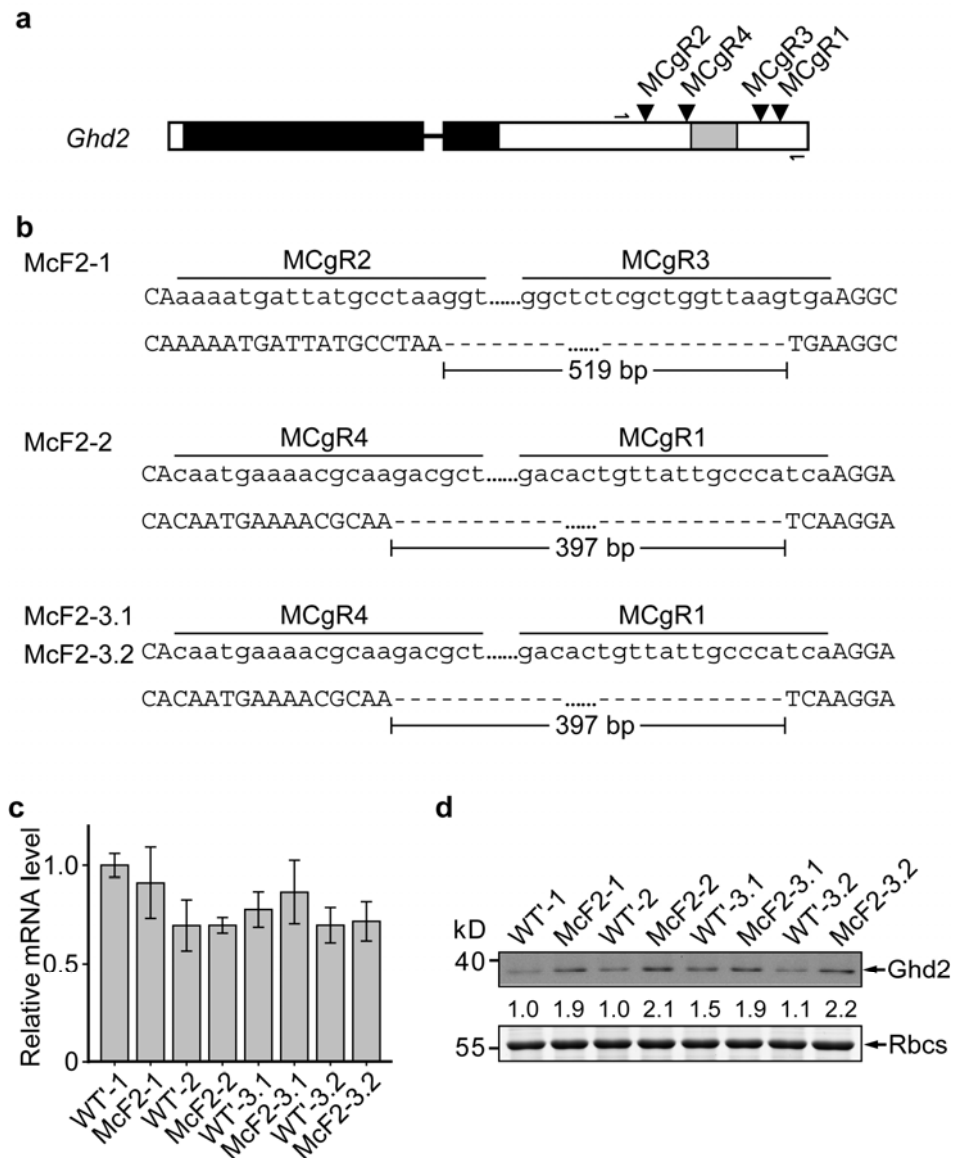 a
MCgR2 MCgR4 MCgR3 MCgR1
Ghd2
b
McF2-1
MCgR2 MCgR3
CAaaaatgattatgcctaaggt......ggctctcgctggttaagtgaAGGC
CAAAAATGATTATGCCTAA-----------......-----------TGAAGGC
519 bp
McF2-2
MCgR4 MCgR1
CAcaatgaaaacgcaagacgct......gacactgttattgcccatcaAGGA
CACAATGAAAACGCAA-----------......-------------TCAAGGA
397 bp
McF2-3.1
MCgR4 MCgR1
McF2-3.2 CAcaatgaaaacgcaagacgct......gacactgttattgcccatcaAGGA
CACAATGAAAACGCAA-----------......-------------TCAAGGA
397 bp
c
Relative mRNA level
1.0
0.5
0
WT'-1 McF2-1 WT'-2 McF2-2 WT'-3.1 McF2-3.1 WT'-3.2 McF2-3.2
d
WT'-1 McF2-1 WT'-2 McF2-2 WT'-3.1 McF2-3.1 WT'-3.2 McF2-3.2
kD
40 Ghd2
1.0 1.9 1.0 2.1 1.5 1.9 1.1 2.2
55 Rbcs